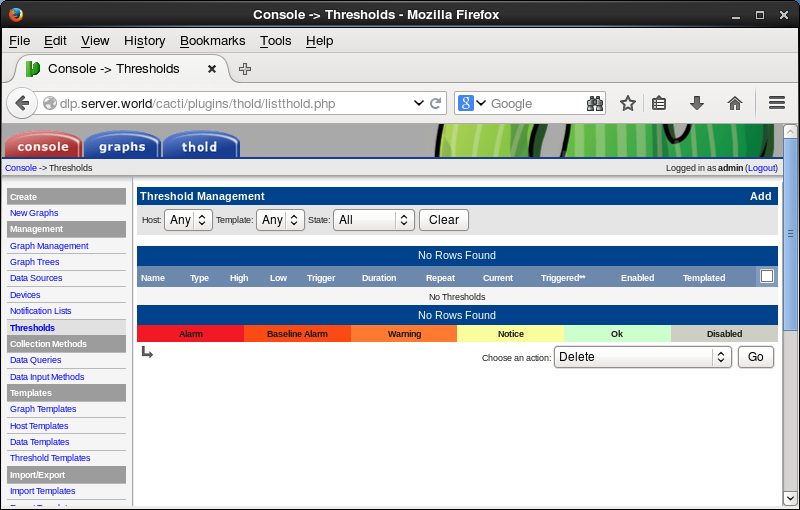 Console -> Thresholds - Mozilla Firefox
File Edit View History Bookmarks Tools Help
Console -> Thresholds
dlp.server.world/cacti/plugins/thold/listthold.php
Google
console graphs thold
Console -> Thresholds Logged in as admin (Logout)
Create
New Graphs
Management
Graph Management
Graph Trees
Data Sources
Devices
Notification Lists
Thresholds
Collection Methods
Data Queries
Data Input Methods
Templates
Graph Templates
Host Templates
Data Templates
Threshold Templates
Import/Export
Import Templates
Threshold Management Add
Host: Any Template: Any State: All Clear
No Rows Found
Name Type High Low Trigger Duration Repeat Current Triggered** Enabled Templated
No Thresholds
No Rows Found
Alarm Baseline Alarm Warning Notice Ok Disabled
Choose an action: Delete Go